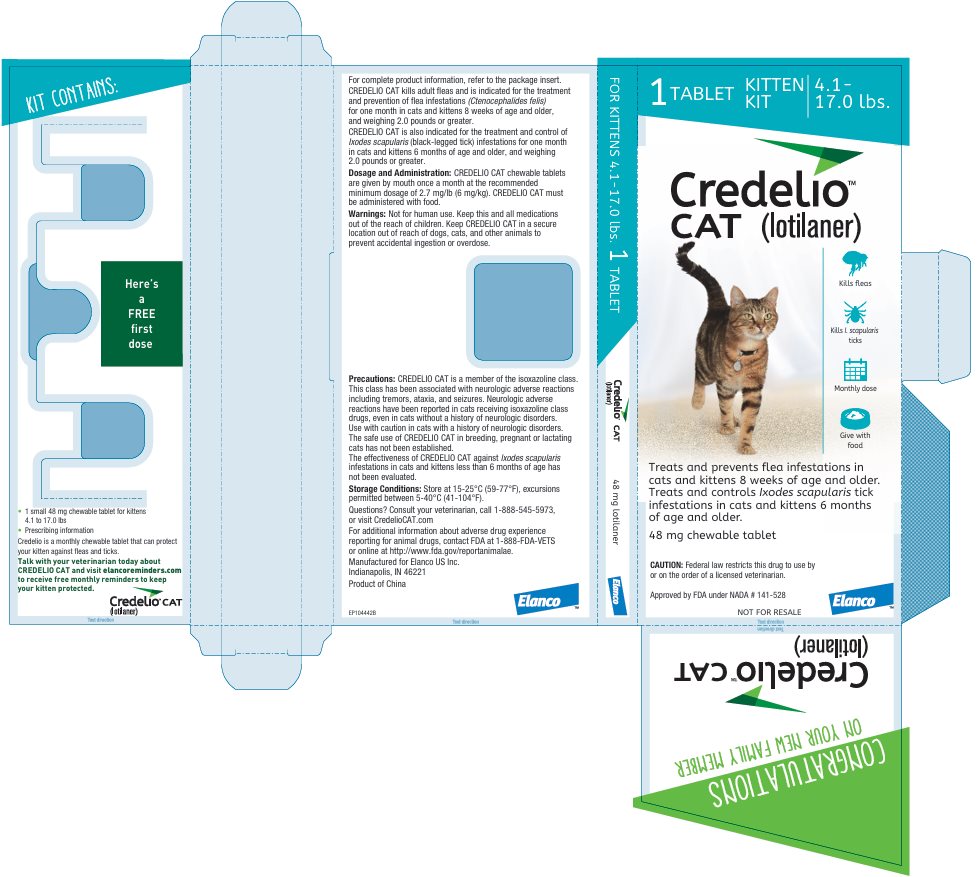 KIT CONTAINS:
Here's
a
FREE
first
dose
• 1 small 48 mg chewable tablet for kittens
4.1 to 17.0 lbs
• Prescribing information
Credelio is a monthly chewable tablet that can protect
your kitten against fleas and ticks.
Talk with your veterinarian today about
CREDELIO CAT and visit elancoreminders.com
to receive free monthly reminders to keep
your kitten protected.
Credelio CAT
(lotilaner)
Text direction
For complete product information, refer to the package insert.
CREDELIO CAT kills adult fleas and is indicated for the treatment
and prevention of flea infestations (Ctenocephalides felis)
for one month in cats and kittens 8 weeks of age and older,
and weighing 2.0 pounds or greater.
CREDELIO CAT is also indicated for the treatment and control of
Ixodes scapularis (black-legged tick) infestations for one month
in cats and kittens 6 months of age and older, and weighing
2.0 pounds or greater.
Dosage and Administration: CREDELIO CAT chewable tablets
are given by mouth once a month at the recommended
minimum dosage of 2.7 mg/lb (6 mg/kg). CREDELIO CAT must
be administered with food.
Warnings: Not for human use. Keep this and all medications
out of the reach of children. Keep CREDELIO CAT in a secure
location out of reach of dogs, cats, and other animals to
prevent accidental ingestion or overdose.
Precautions: CREDELIO CAT is a member of the isoxazoline class.
This class has been associated with neurologic adverse reactions
including tremors, ataxia, and seizures. Neurologic adverse
reactions have been reported in cats receiving isoxazoline class
drugs, even in cats without a history of neurologic disorders.
Use with caution in cats with a history of neurologic disorders.
The safe use of CREDELIO CAT in breeding, pregnant or lactating
cats has not been established.
The effectiveness of CREDELIO CAT against Ixodes scapularis
infestations in cats and kittens less than 6 months of age has
not been evaluated.
Storage Conditions: Store at 15-25°C (59-77°F), excursions
permitted between 5-40°C (41-104°F).
Questions? Consult your veterinarian, call 1-888-545-5973,
or visit CredelioCAT.com
For additional information about adverse drug experience
reporting for animal drugs, contact FDA at 1-888-FDA-VETS
or online at http://www.fda.gov/reportanimalae.
Manufactured for Elanco US Inc.
Indianapolis, IN 46221
Product of China
EP104442B
Elanco™
Text direction
FOR KITTENS 4.1–17.0 lbs. 1 TABLET
Credelio CAT
(lotilaner)
48 mg lotilaner
Elanco
1 TABLET
KITTEN
KIT
4.1–
17.0 lbs.
Credelio™
CAT (lotilaner)
Kills fleas
Kills I. scapularis
ticks
Monthly dose
Give with
food
Treats and prevents flea infestations in
cats and kittens 8 weeks of age and older.
Treats and controls Ixodes scapularis tick
infestations in cats and kittens 6 months
of age and older.
48 mg chewable tablet
CAUTION: Federal law restricts this drug to use by
or on the order of a licensed veterinarian.
Approved by FDA under NADA # 141-528
NOT FOR RESALE
Elanco™
Text direction
Text direction
CONGRATULATIONS
ON YOUR NEW FAMILY MEMBER
Credelio™ CAT
(lotilaner)